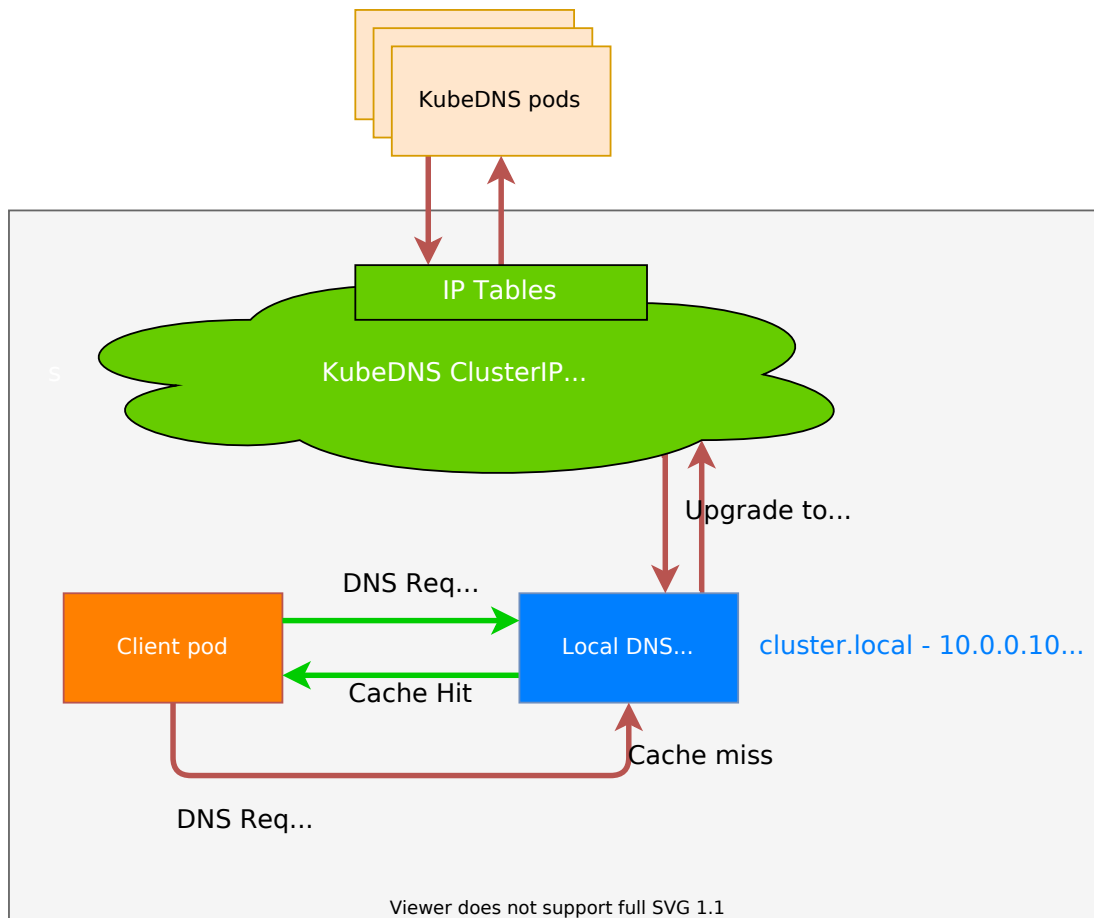 KubeDNS pods
IP Tables
s
KubeDNS ClusterIP...
Upgrade to...
DNS Req...
Client pod
Local DNS...
cluster.local - 10.0.0.10...
Cache Hit
Cache miss
DNS Req...
Viewer does not support full SVG 1.1